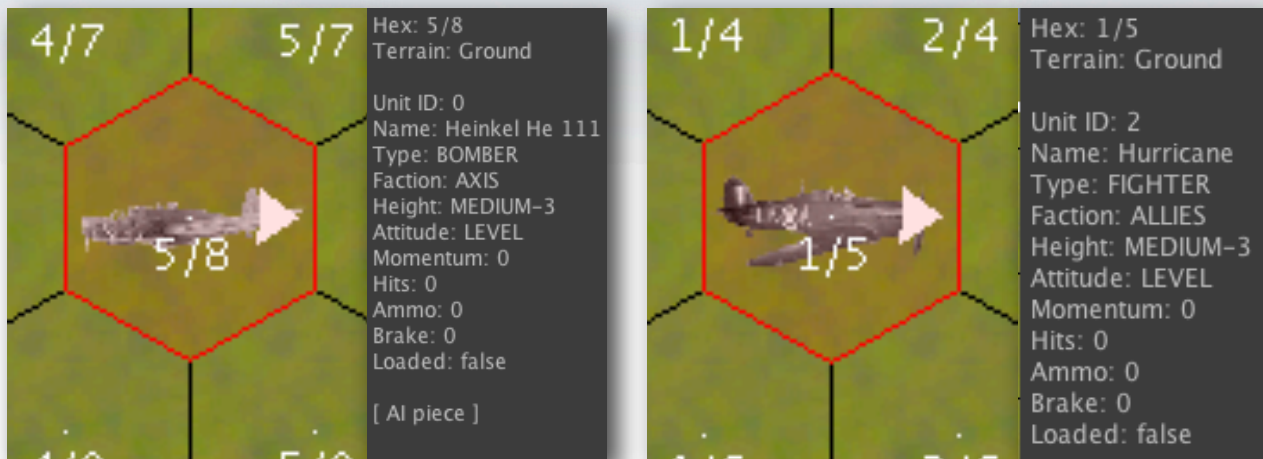 4/7 5/7
5/8
Hex: 5/8
Terrain: Ground
Unit ID: 0
Name: Heinkel He 111
Type: BOMBER
Faction: AXIS
Height: MEDIUM-3
Attitude: LEVEL
Momentum: 0
Hits: 0
Ammo: 0
Brake: 0
Loaded: false
[ AI piece ]
1/4 2/4
1/5
Hex: 1/5
Terrain: Ground
Unit ID: 2
Name: Hurricane
Type: FIGHTER
Faction: ALLIES
Height: MEDIUM-3
Attitude: LEVEL
Momentum: 0
Hits: 0
Ammo: 0
Brake: 0
Loaded: false